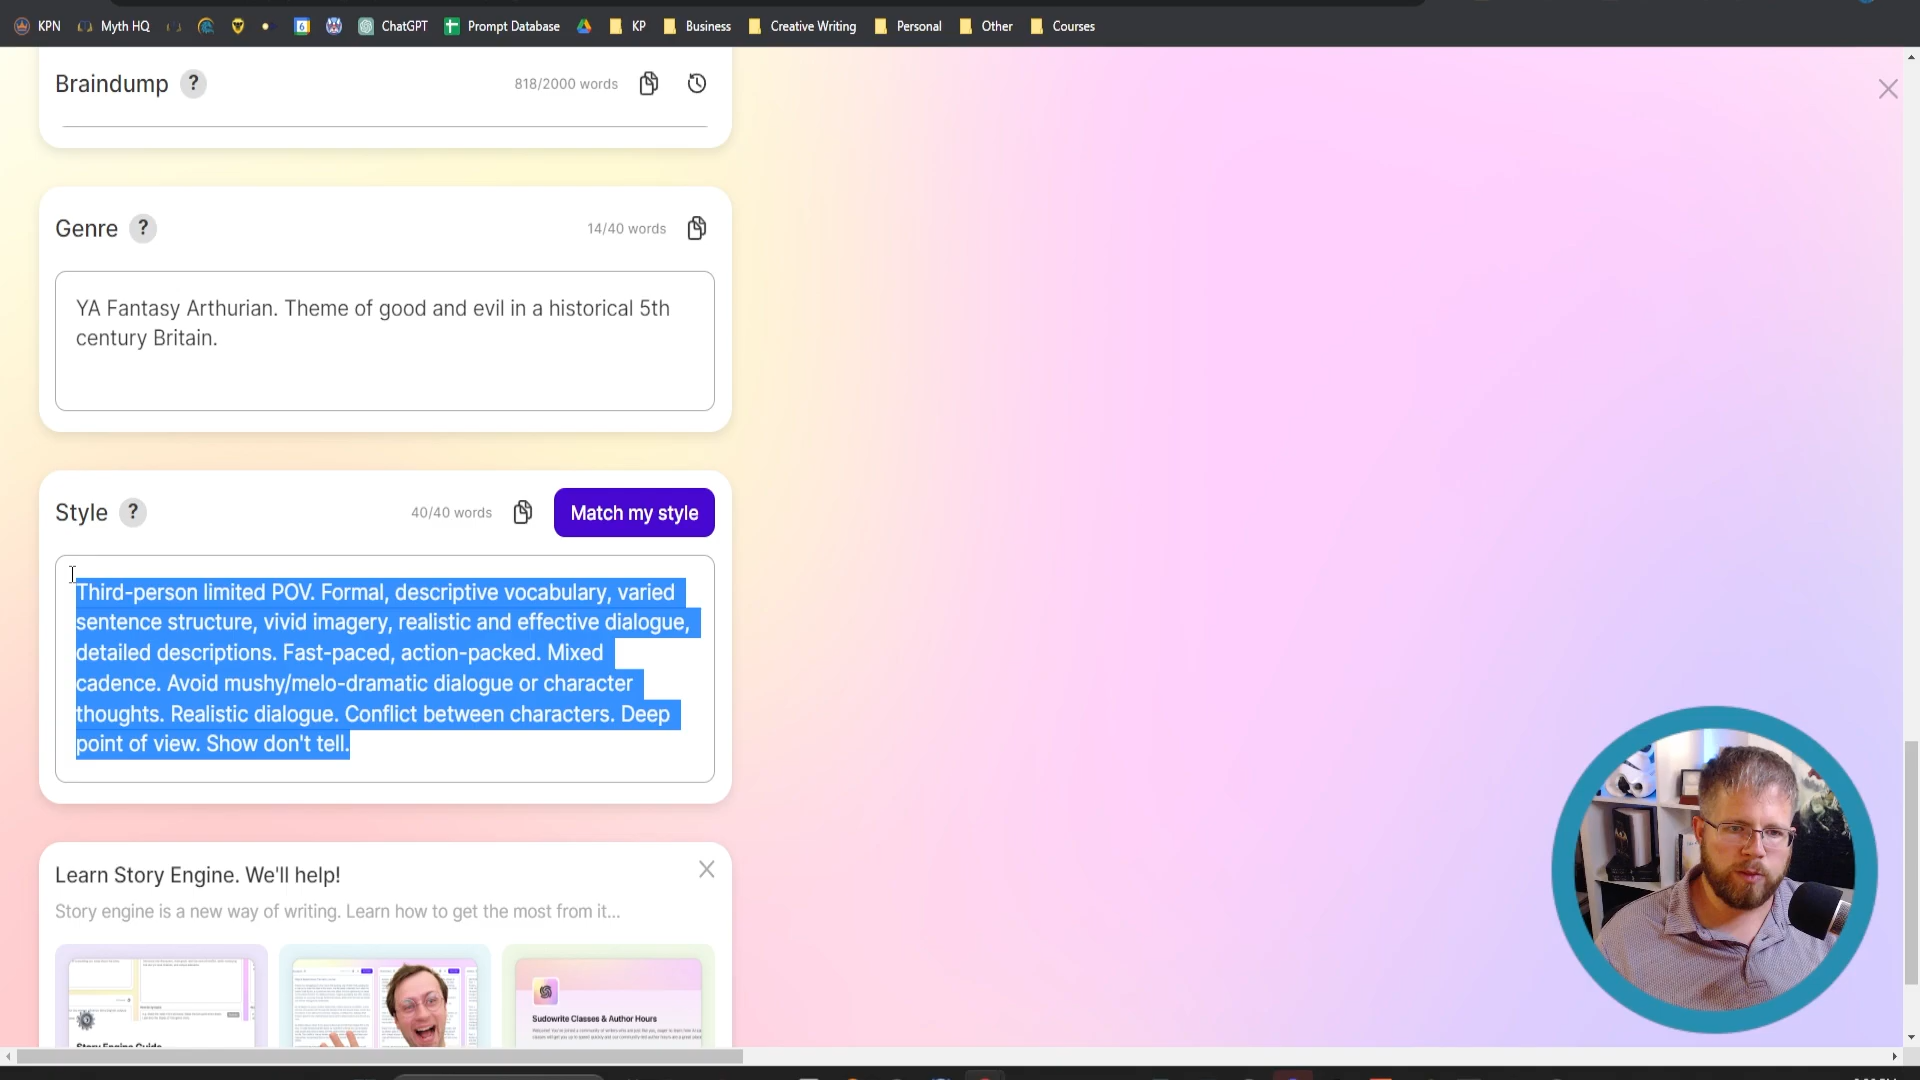 KPN Myth HQ 6 ChatGPT Prompt Database KP Business Creative Writing Personal Other Courses
Braindump ? 818/2000 words
Genre ? 14/40 words
YA Fantasy Arthurian. Theme of good and evil in a historical 5th
century Britain.
Style ? 40/40 words Match my style
Third-person limited POV. Formal, descriptive vocabulary, varied
sentence structure, vivid imagery, realistic and effective dialogue,
detailed descriptions. Fast-paced, action-packed. Mixed
cadence. Avoid mushy/melo-dramatic dialogue or character
thoughts. Realistic dialogue. Conflict between characters. Deep
point of view. Show don't tell.
Learn Story Engine. We'll help!
Story engine is a new way of writing. Learn how to get the most from it...
Sudowrite Classes & Author Hours
Story Engine Guide